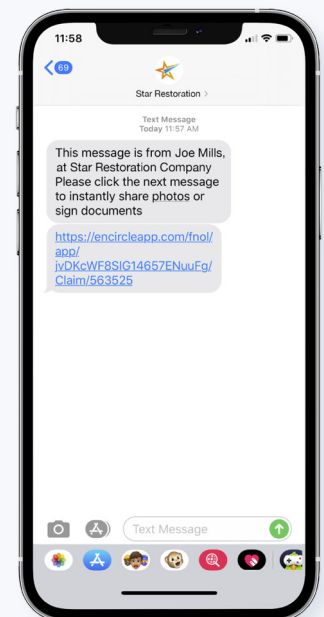 11:58
69
Star Restoration >
Text Message
Today 11:57 AM
This message is from Joe Mills,
at Star Restoration Company
Please click the next message
to instantly share photos or
sign documents
https://encircleapp.com/fnol/
app/
jvDKcWF8SIG14657ENuuFg/
Claim/563525
Text Message